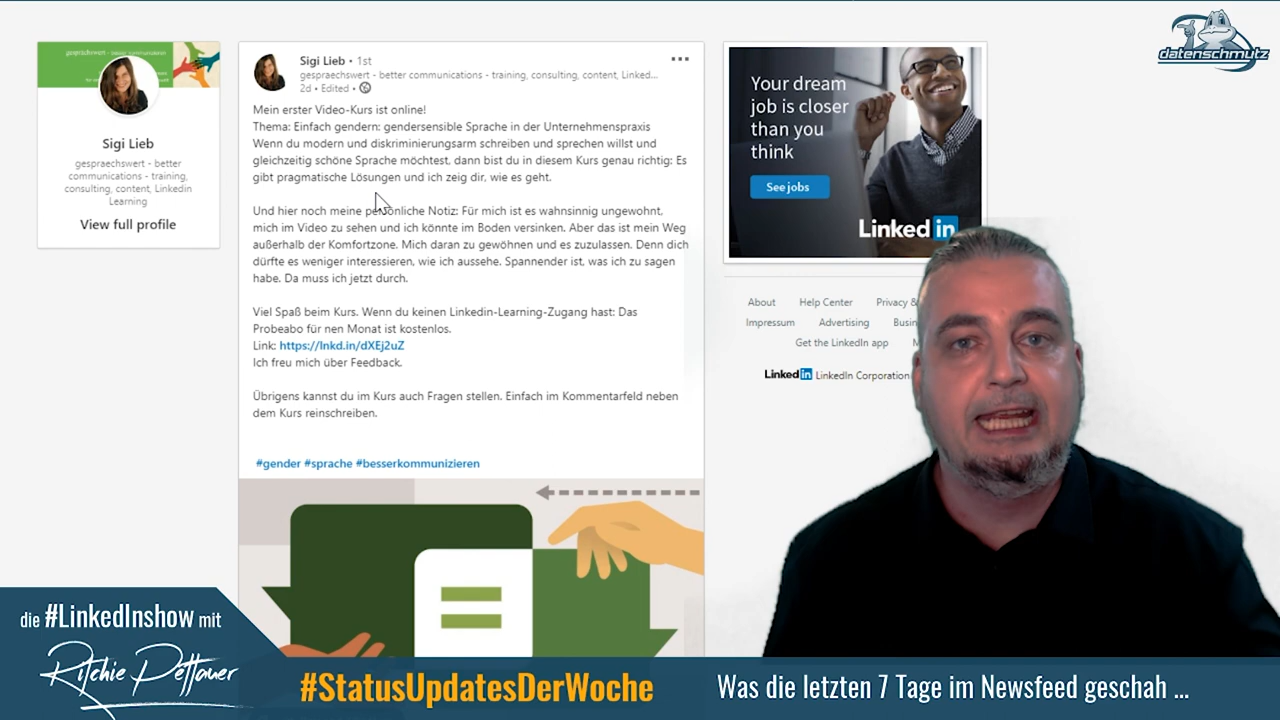 datenschmutz
gespraechswert - better communications
Sigi Lieb
gespraechswert - better
communications - training,
consulting, content, Linkedin
Learning
View full profile
Sigi Lieb • 1st
gespraechswert - better communications - training, consulting, content, Linked...
2d • Edited •
Mein erster Video-Kurs ist online!
Thema: Einfach gendern: gendersensible Sprache in der Unternehmenspraxis
Wenn du modern und diskriminierungsarm schreiben und sprechen willst und
gleichzeitig schöne Sprache möchtest, dann bist du in diesem Kurs genau richtig: Es
gibt pragmatische Lösungen und ich zeig dir, wie es geht.
Und hier noch meine persönliche Notiz: Für mich ist es wahnsinnig ungewohnt,
mich im Video zu sehen und ich könnte im Boden versinken. Aber das ist mein Weg
außerhalb der Komfortzone. Mich daran zu gewöhnen und es zuzulassen. Denn dich
dürfte es weniger interessieren, wie ich aussehe. Spannender ist, was ich zu sagen
habe. Da muss ich jetzt durch.
Viel Spaß beim Kurs. Wenn du keinen Linkedin-Learning-Zugang hast: Das
Probeabo für nen Monat ist kostenlos.
Link: https://lnkd.in/dXEj2uZ
Ich freu mich über Feedback.
Übrigens kannst du im Kurs auch Fragen stellen. Einfach im Kommentarfeld neben
dem Kurs reinschreiben.
#gender #sprache #besserkommunizieren
Your dream
job is closer
than you
think
See jobs
Linked in
About Help Center Privacy &
Impressum Advertising Busin
Get the LinkedIn app
Linked in LinkedIn Corporation
die #LinkedInshow mit
Ritchie Pettauer
#StatusUpdatesDerWoche
Was die letzten 7 Tage im Newsfeed geschah ...